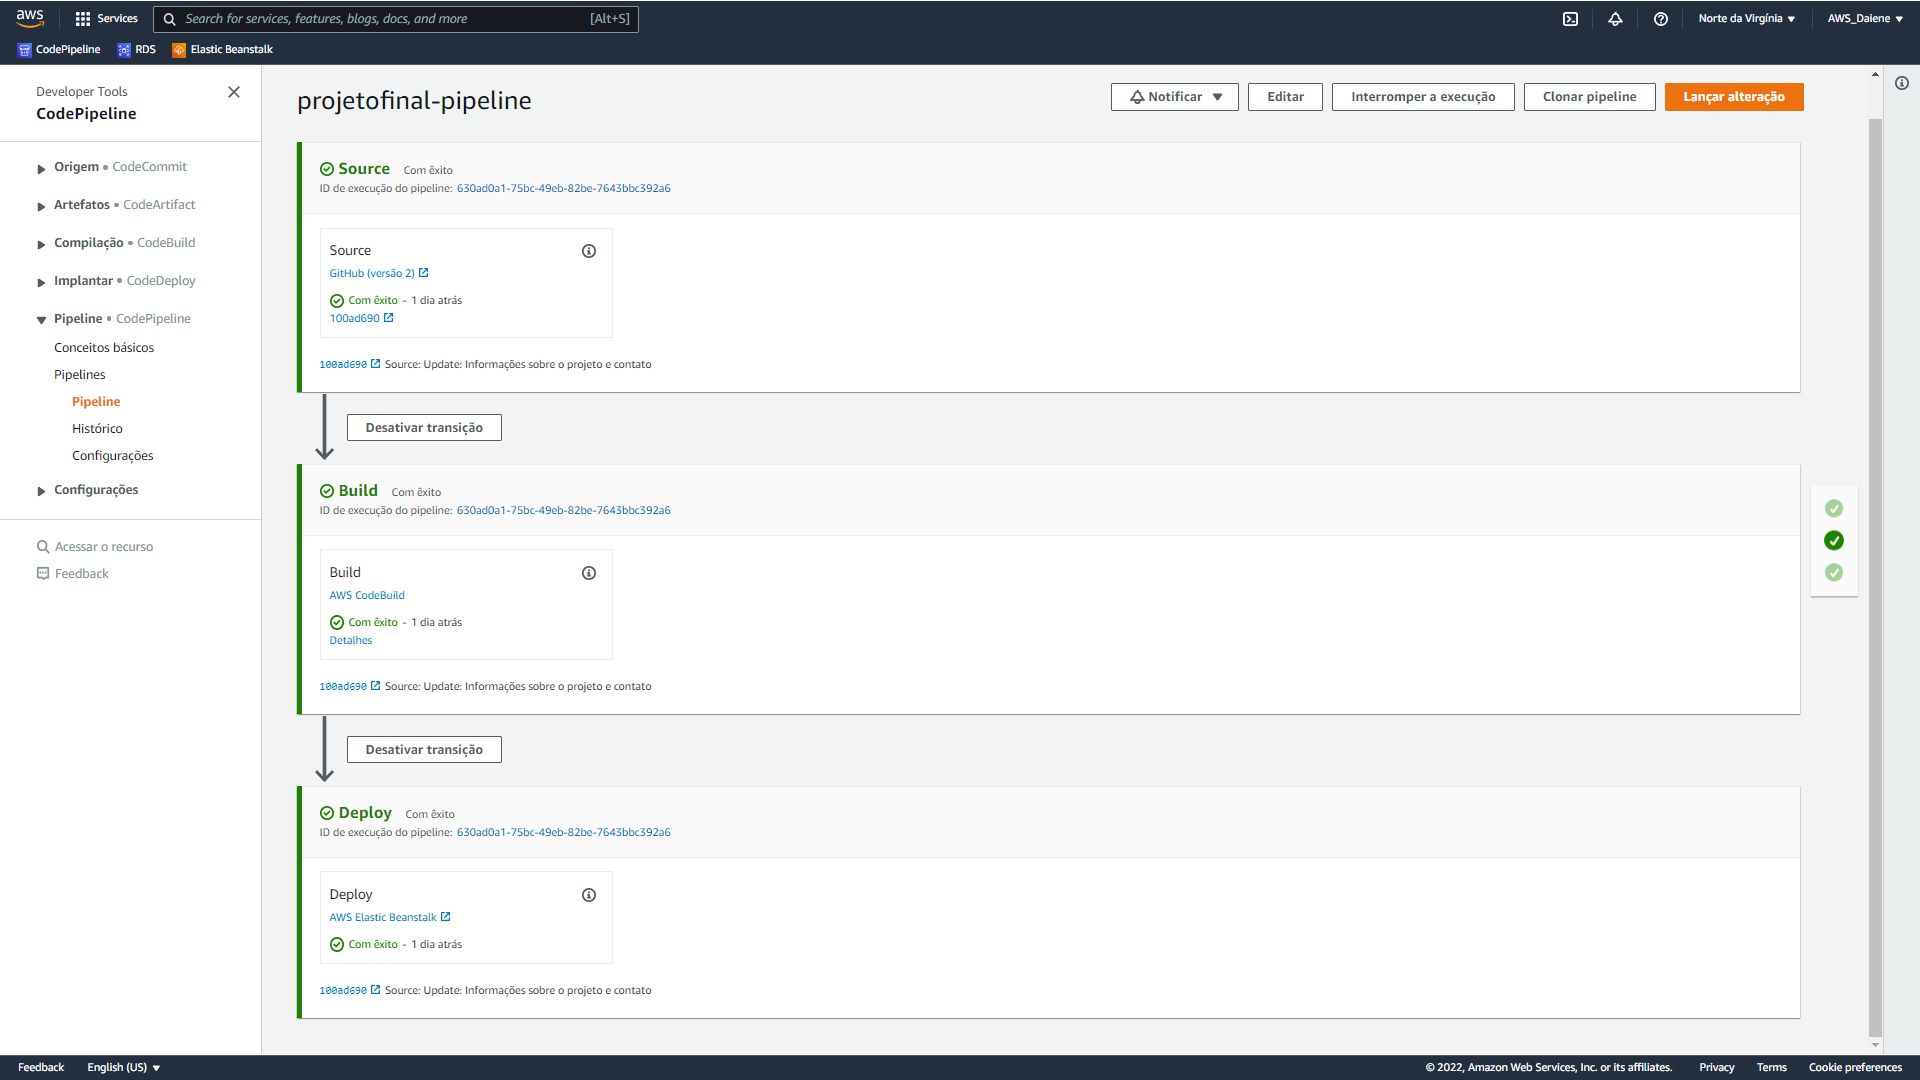 aws
Services
Search for services, features, blogs, docs, and more [Alt+S]
Norte da Virgínia
AWS_Daiene
CodePipeline
RDS
Elastic Beanstalk
Developer Tools
CodePipeline
Origem • CodeCommit
Artefatos • CodeArtifact
Compilação • CodeBuild
Implantar • CodeDeploy
Pipeline • CodePipeline
Conceitos básicos
Pipelines
Pipeline
Histórico
Configurações
Configurações
Acessar o recurso
Feedback
projetofinal-pipeline
Notificar
Editar
Interromper a execução
Clonar pipeline
Lançar alteração
Source Com êxito
ID de execução do pipeline: 630ad0a1-75bc-49eb-82be-7643bbc392a6
Source
GitHub (versão 2)
Com êxito - 1 dia atrás
100ad690
100ad690 Source: Update: Informações sobre o projeto e contato
Desativar transição
Build Com êxito
ID de execução do pipeline: 630ad0a1-75bc-49eb-82be-7643bbc392a6
Build
AWS CodeBuild
Com êxito - 1 dia atrás
Detalhes
100ad690 Source: Update: Informações sobre o projeto e contato
Desativar transição
Deploy Com êxito
ID de execução do pipeline: 630ad0a1-75bc-49eb-82be-7643bbc392a6
Deploy
AWS Elastic Beanstalk
Com êxito - 1 dia atrás
100ad690 Source: Update: Informações sobre o projeto e contato
Feedback
English (US)
© 2022, Amazon Web Services, Inc. or its affiliates.
Privacy
Terms
Cookie preferences